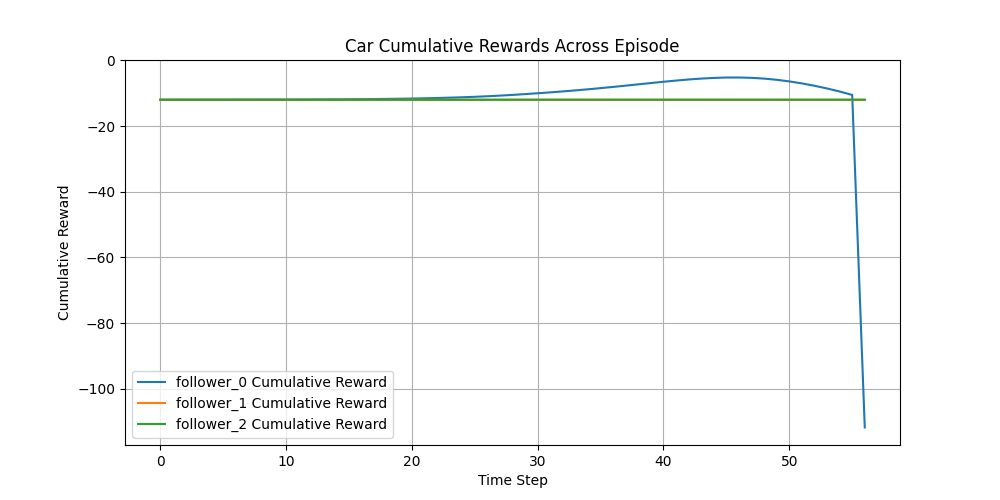 Car Cumulative Rewards Across Episode
0
−20
−40
−60
−80
−100
Cumulative Reward
follower_0 Cumulative Reward
follower_1 Cumulative Reward
follower_2 Cumulative Reward
0 10 20 30 40 50
Time Step